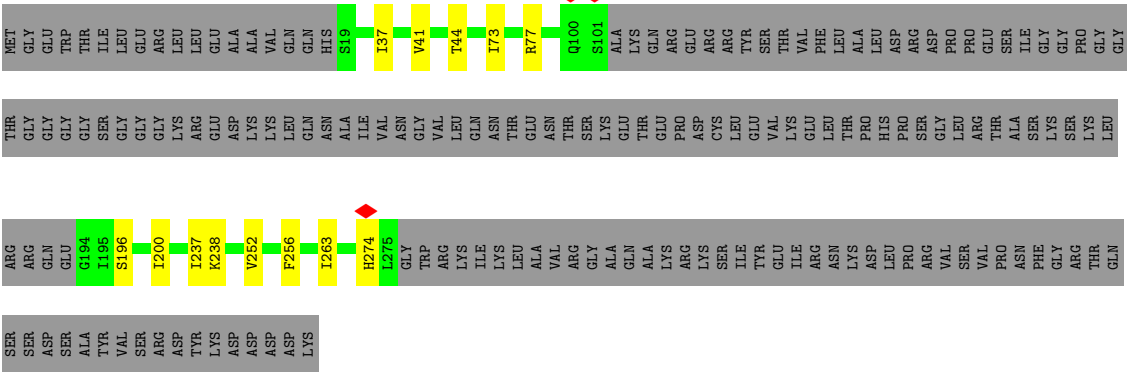 MET GLY GLU TRP THR ILE LEU GLU ARG LEU LEU GLU ALA ALA VAL GLN GLN HIS S19 I37 V41 T44 I73 R77 Q100 S101 ALA LYS GLN ARG GLU ARG ARG TYR SER THR VAL PHE LEU ALA LEU ASP ARG ASP PRO PRO GLU SER ILE GLY GLY PRO GLY GLY
THR GLY GLY GLY GLY SER GLY GLY GLY LYS ARG GLU ASP LYS LYS LEU GLN ASN ALA ILE VAL ASN GLY VAL LEU GLN ASN THR GLU ASN THR SER LYS GLU THR GLU PRO ASP CYS LEU GLU VAL LYS GLU LEU THR PRO HIS PRO SER GLY LEU ARG THR ALA SER LYS SER LYS LEU
ARG ARG GLN GLU G194 I195 S196 I200 I237 K238 V252 F256 I263 H274 L275 GLY TRP ARG LYS ILE LYS LEU ALA VAL ARG GLY ALA GLN ALA LYS ARG LYS SER ILE TYR GLU ILE ARG ASN LYS ASP LEU PRO ARG VAL SER VAL PRO ASN PHE GLY ARG THR GLN
SER SER ASP SER ALA TYR VAL SER ARG ASP TYR LYS ASP ASP ASP ASP LYS